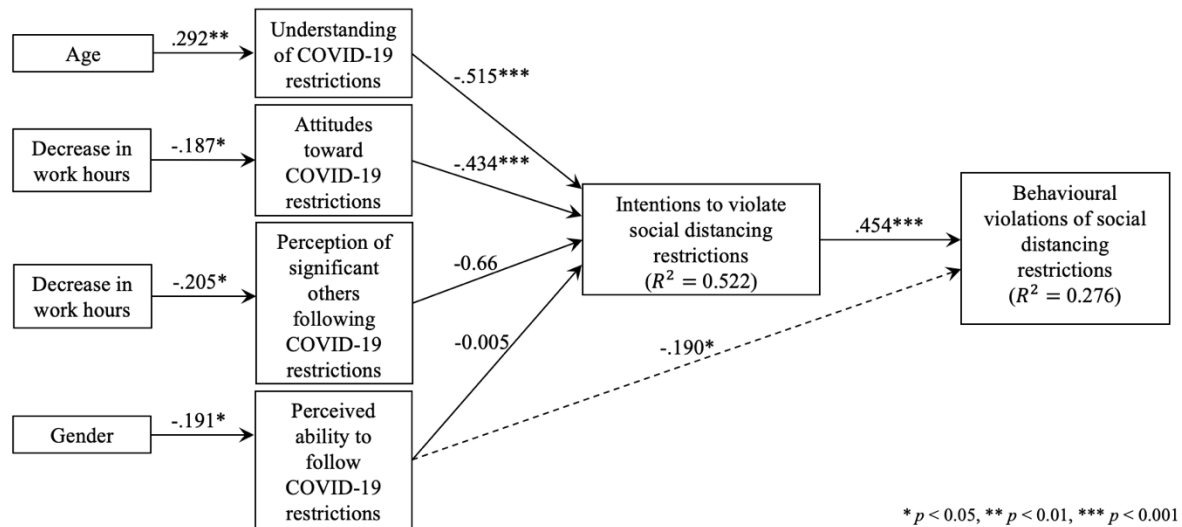 Age
.292**
Understanding
of COVID-19
restrictions
-.515***
Decrease in
work hours
-.187*
Attitudes
toward
COVID-19
restrictions
-.434***
Decrease in
work hours
-.205*
Perception of
significant
others
following
COVID-19
restrictions
-0.66
Gender
-.191*
Perceived
ability to
follow
COVID-19
restrictions
-0.005
-.190*
Intentions to violate
social distancing
restrictions
(R² = 0.522)
.454***
Behavioural
violations of social
distancing
restrictions
(R² = 0.276)
* p < 0.05, ** p < 0.01, *** p < 0.001